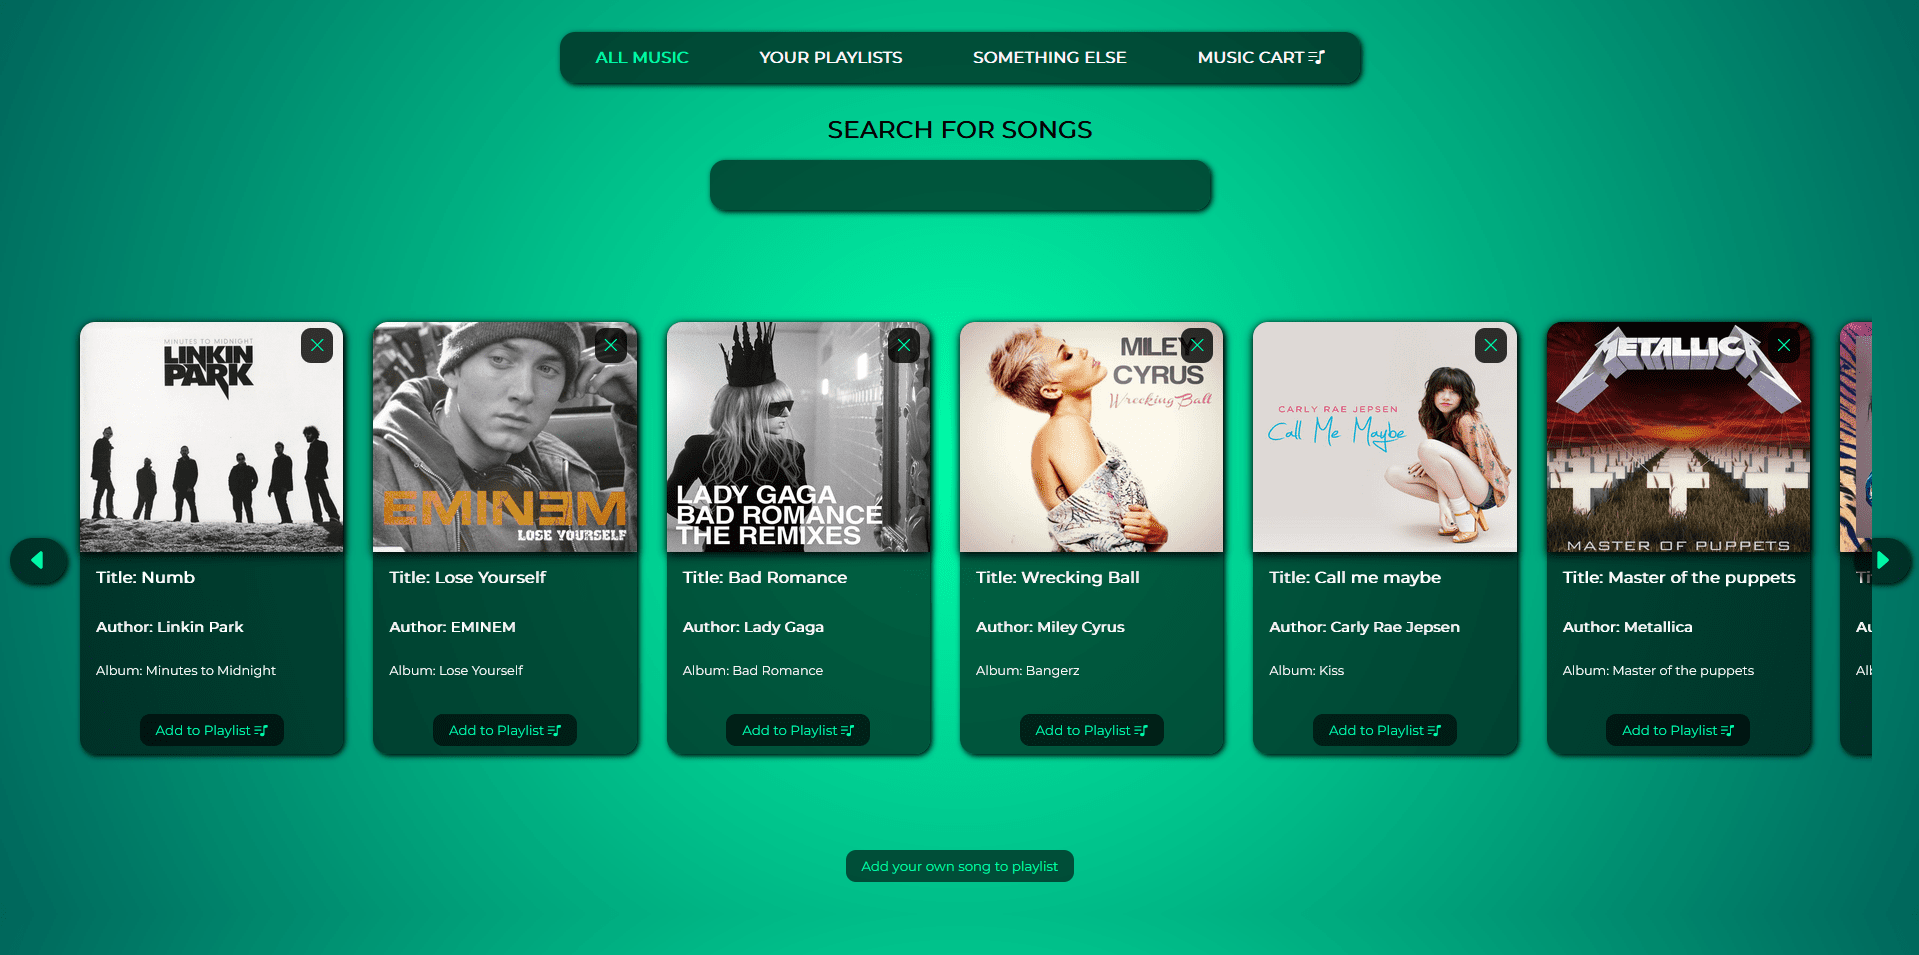 ALL MUSIC
YOUR PLAYLISTS
SOMETHING ELSE
MUSIC CART
SEARCH FOR SONGS
MINUTES TO MIDNIGHT
LINKIN
PARK
Title: Numb
Author: Linkin Park
Album: Minutes to Midnight
Add to Playlist
EMINEM
LOSE YOURSELF
Title: Lose Yourself
Author: EMINEM
Album: Lose Yourself
Add to Playlist
LADY GAGA
BAD ROMANCE
THE REMIXES
Title: Bad Romance
Author: Lady Gaga
Album: Bad Romance
Add to Playlist
MILEY
CYRUS
Wrecking Ball
Title: Wrecking Ball
Author: Miley Cyrus
Album: Bangerz
Add to Playlist
CARLY RAE JEPSEN
Call Me Maybe
Title: Call me maybe
Author: Carly Rae Jepsen
Album: Kiss
Add to Playlist
METALLICA
MASTER OF PUPPETS
Title: Master of the puppets
Author: Metallica
Album: Master of the puppets
Add to Playlist
Add your own song to playlist